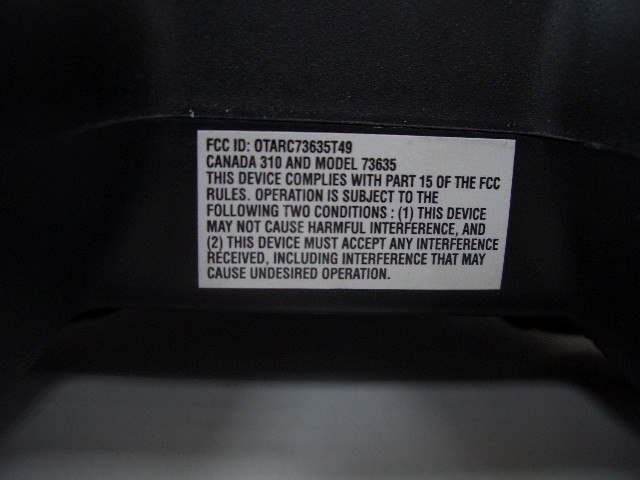 FCC ID: OTARC73635T49
CANADA 310 AND MODEL 73635
THIS DEVICE COMPLIES WITH PART 15 OF THE FCC
RULES. OPERATION IS SUBJECT TO THE
FOLLOWING TWO CONDITIONS : (1) THIS DEVICE
MAY NOT CAUSE HARMFUL INTERFERENCE, AND
(2) THIS DEVICE MUST ACCEPT ANY INTERFERENCE
RECEIVED, INCLUDING INTERFERENCE THAT MAY
CAUSE UNDESIRED OPERATION.